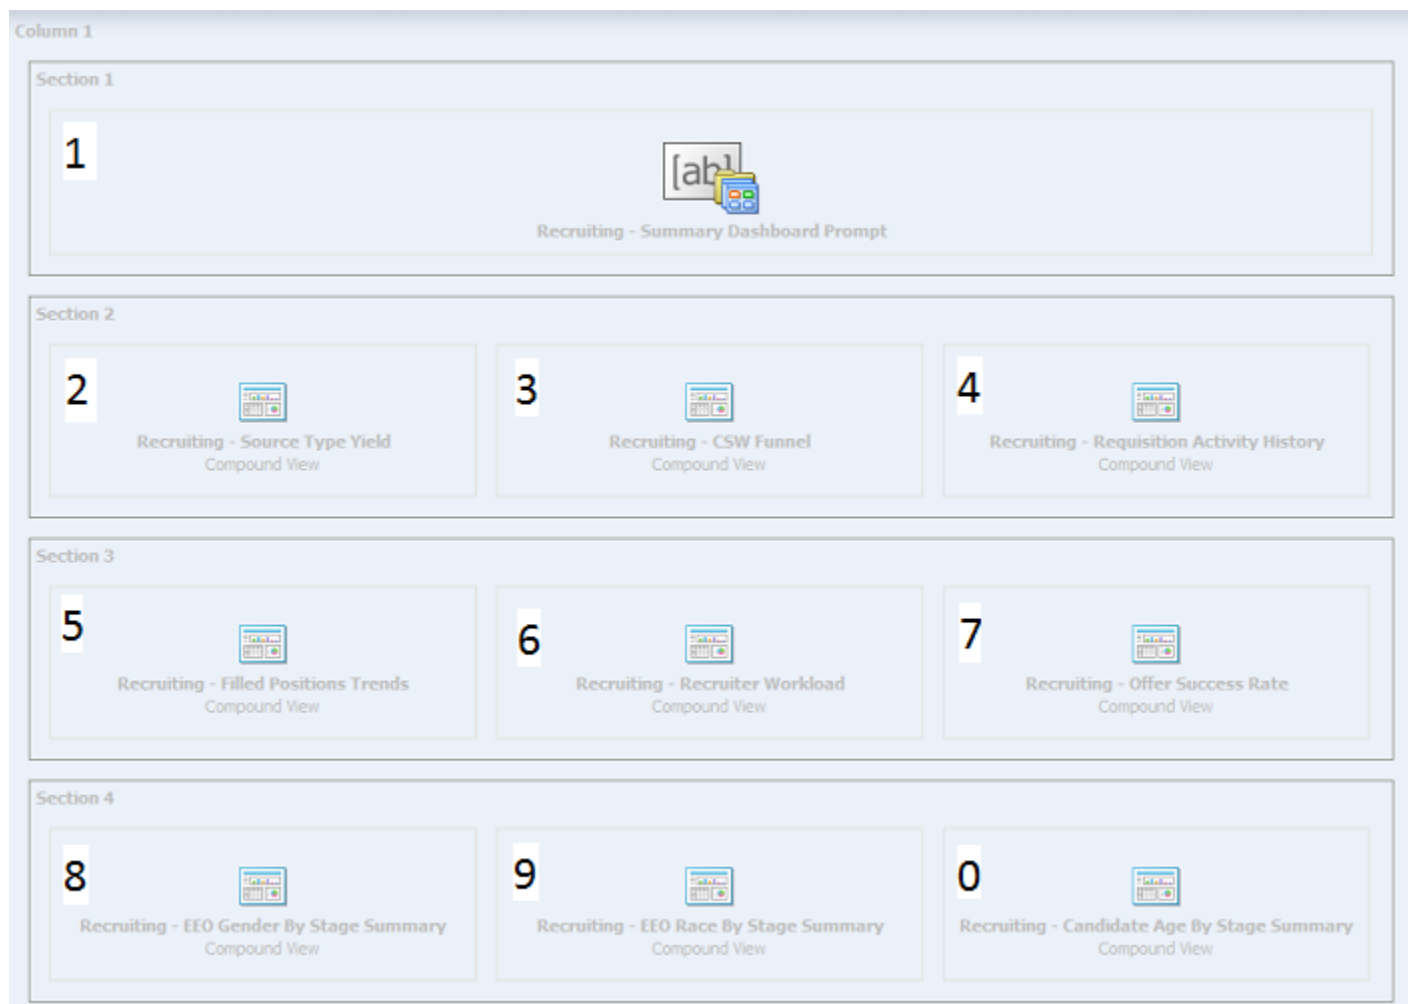 Column 1
Section 1
1
[ab]
Recruiting - Summary Dashboard Prompt
Section 2
2
Recruiting - Source Type Yield
Compound View
3
Recruiting - CSW Funnel
Compound View
4
Recruiting - Requisition Activity History
Compound View
Section 3
5
Recruiting - Filled Positions Trends
Compound View
6
Recruiting - Recruiter Workload
Compound View
7
Recruiting - Offer Success Rate
Compound View
Section 4
8
Recruiting - EEO Gender By Stage Summary
Compound View
9
Recruiting - EEO Race By Stage Summary
Compound View
0
Recruiting - Candidate Age By Stage Summary
Compound View